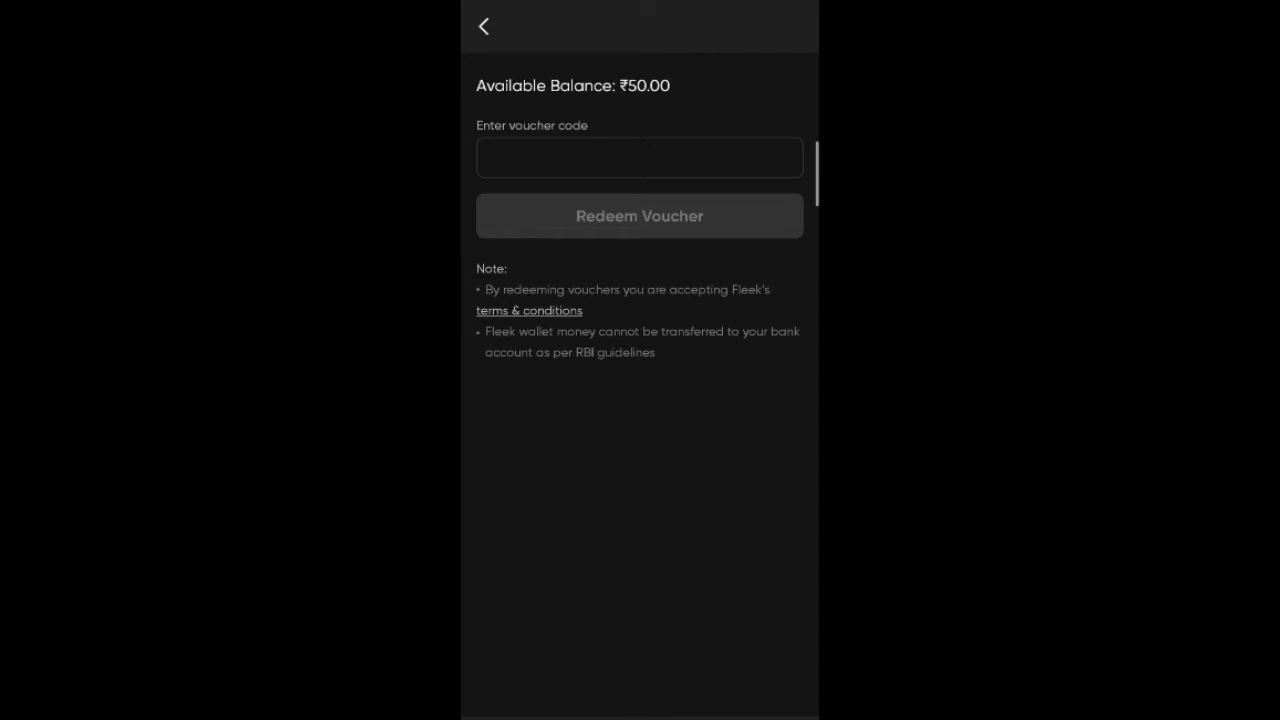 Available Balance: ₹50.00
Enter voucher code
Redeem Voucher
Note:
• By redeeming vouchers you are accepting Fleek's
terms & conditions
• Fleek wallet money cannot be transferred to your bank
account as per RBI guidelines